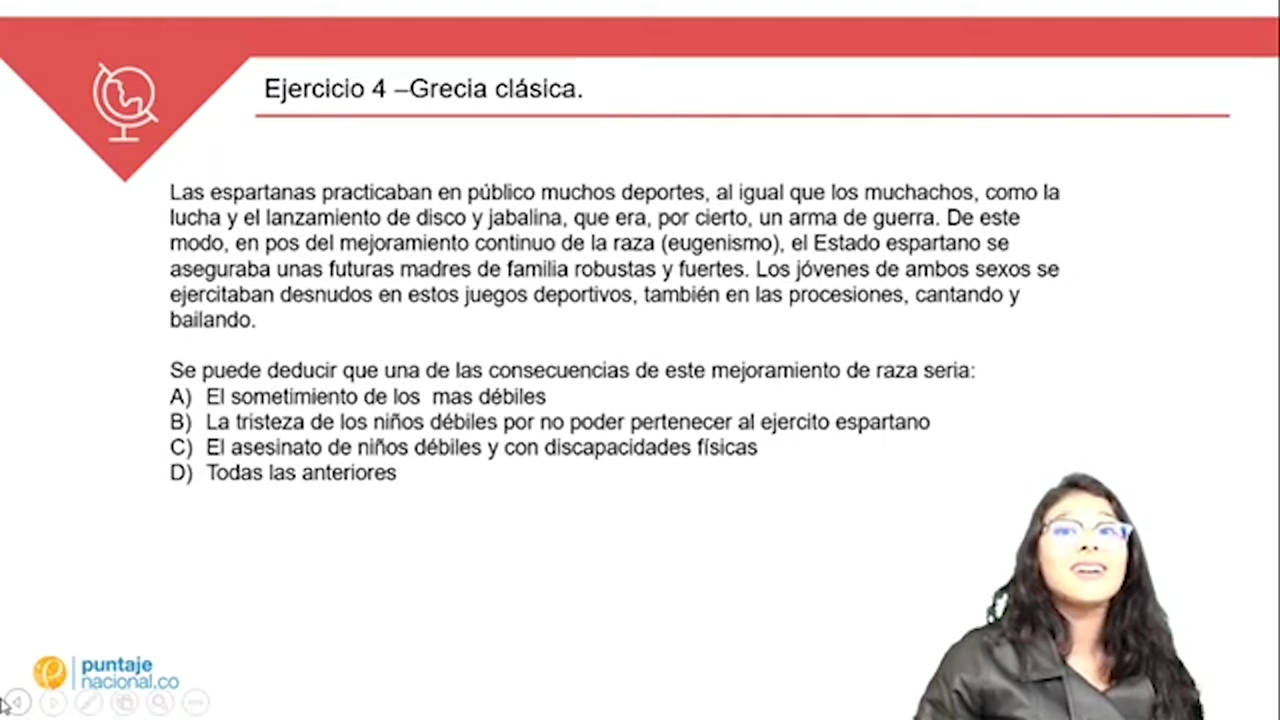 Ejercicio 4 –Grecia clásica.
Las espartanas practicaban en público muchos deportes, al igual que los muchachos, como la
lucha y el lanzamiento de disco y jabalina, que era, por cierto, un arma de guerra. De este
modo, en pos del mejoramiento continuo de la raza (eugenismo), el Estado espartano se
aseguraba unas futuras madres de familia robustas y fuertes. Los jóvenes de ambos sexos se
ejercitaban desnudos en estos juegos deportivos, también en las procesiones, cantando y
bailando.
Se puede deducir que una de las consecuencias de este mejoramiento de raza seria:
A) El sometimiento de los  mas débiles
B) La tristeza de los niños débiles por no poder pertenecer al ejercito espartano
C) El asesinato de niños débiles y con discapacidades físicas
D) Todas las anteriores
puntaje
nacional.co